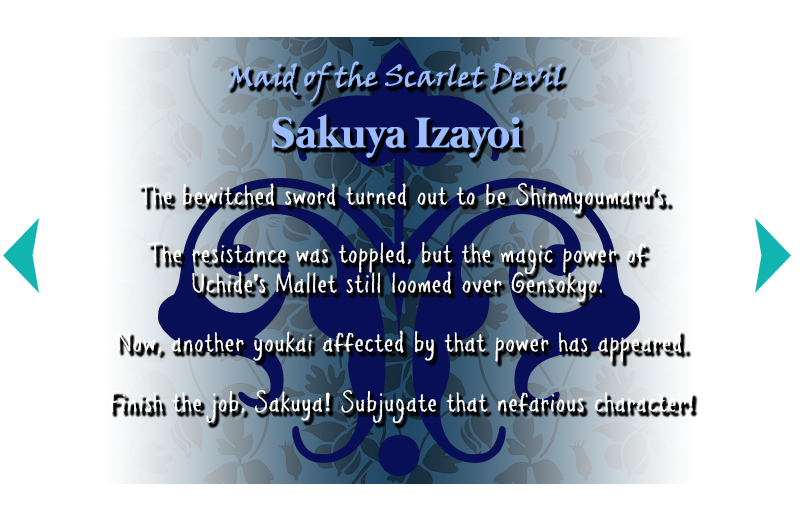 Maid of the Scarlet Devil
Sakuya Izayoi
The bewitched sword turned out to be Shinmyoumaru's.
The resistance was toppled, but the magic power of
Uchide's Mallet still loomed over Gensokyo.
Now, another youkai affected by that power has appeared.
Finish the job, Sakuya! Subjugate that nefarious character!